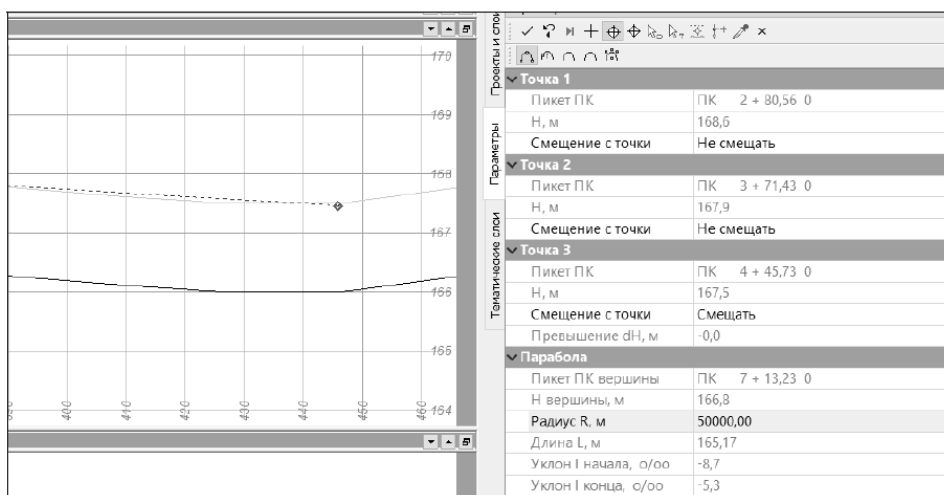 170
169
168
167
166
165
164
400
410
420
430
440
450
460
Проекты и слои
Параметры
Тематические слои
Точка 1
Пикет ПК ПК 2 + 80,56 0
H, м 168,6
Смещение с точки Не смещать
Точка 2
Пикет ПК ПК 3 + 71,43 0
H, м 167,9
Смещение с точки Не смещать
Точка 3
Пикет ПК ПК 4 + 45,73 0
H, м 167,5
Смещение с точки Смещать
Превышение dH, м -0,0
Парабола
Пикет ПК вершины ПК 7 + 13,23 0
H вершины, м 166,8
Радиус R, м 50000,00
Длина L, м 165,17
Уклон I начала, о/оо -8,7
Уклон I конца, о/оо -5,3